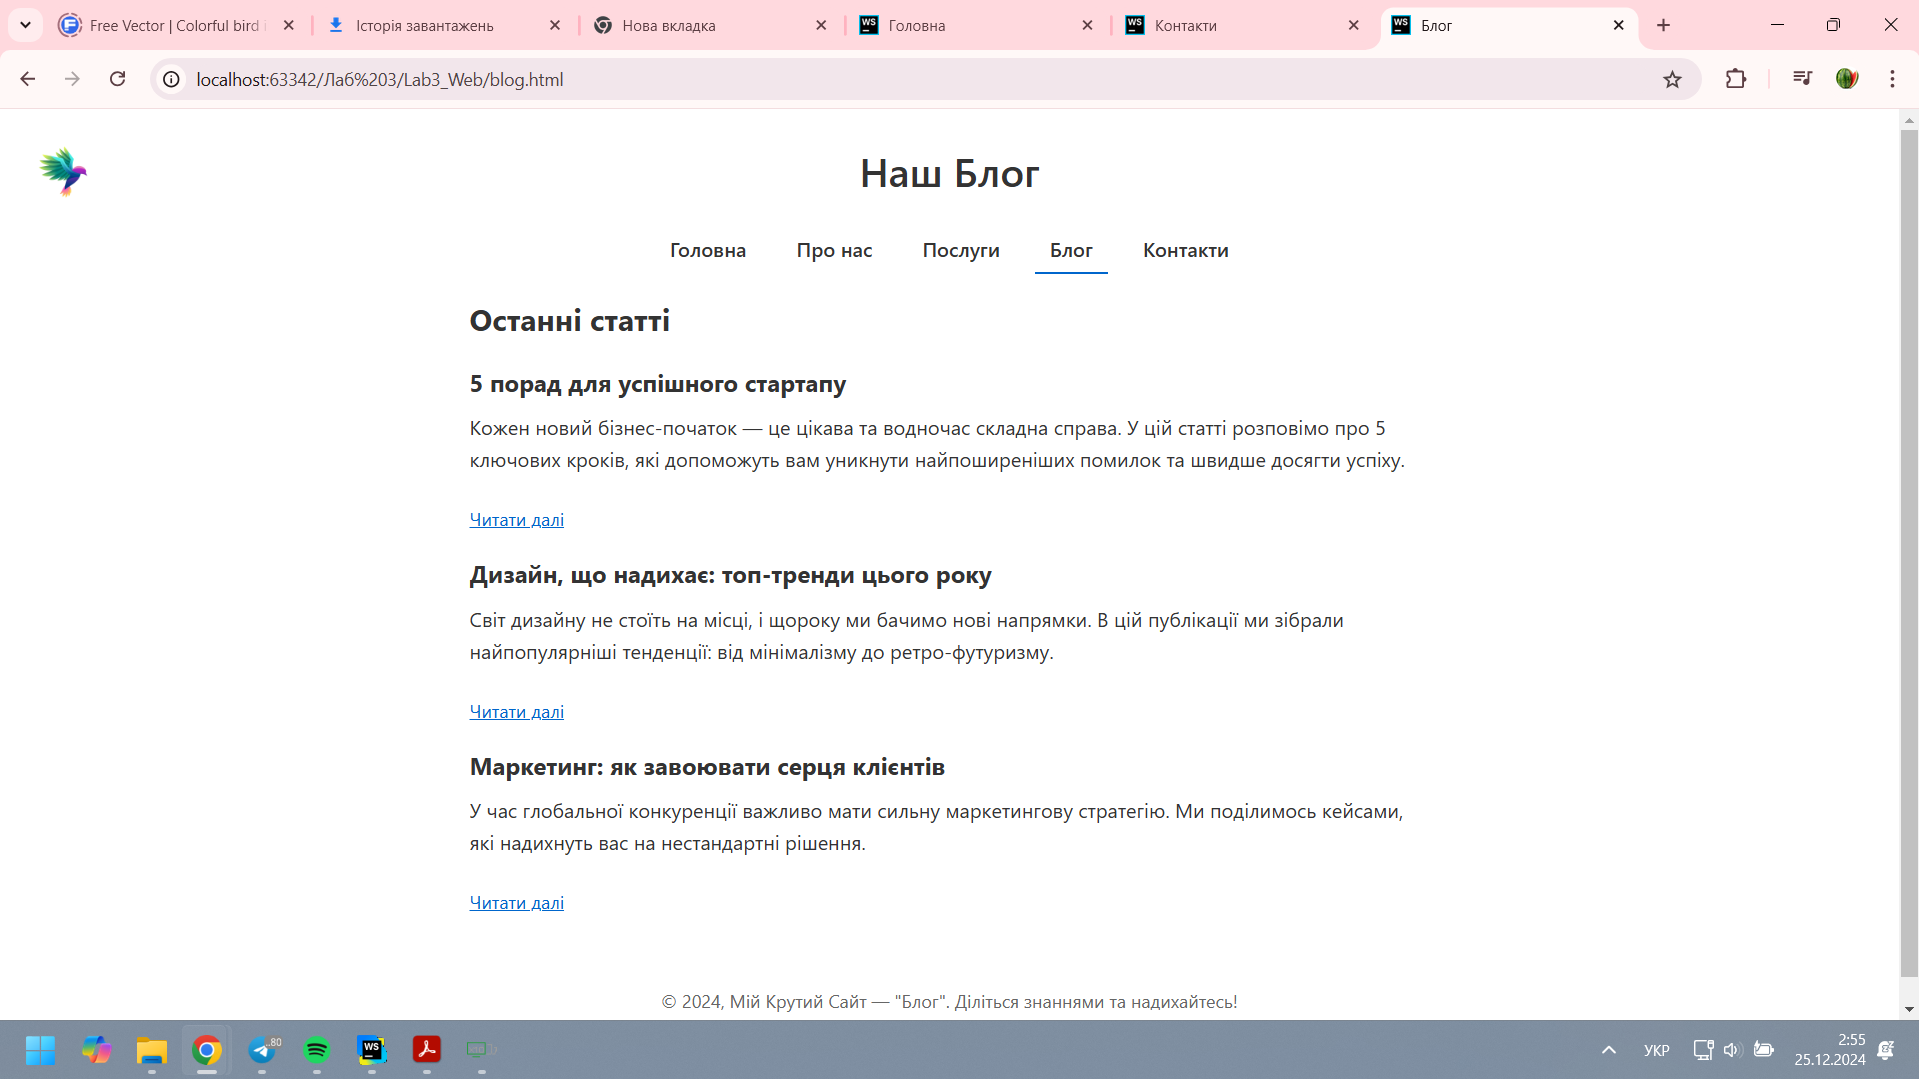 Free Vector | Colorful bird
Історія завантажень
Нова вкладка
WS
Головна
WS
Контакти
WS
Блог
localhost:63342/Лаб%203/Lab3_Web/blog.html
Наш Блог
Головна
Про нас
Послуги
Блог
Контакти
Останні статті
5 порад для успішного стартапу
Кожен новий бізнес-початок — це цікава та водночас складна справа. У цій статті розповімо про 5
ключових кроків, які допоможуть вам уникнути найпоширеніших помилок та швидше досягти успіху.
Читати далі
Дизайн, що надихає: топ-тренди цього року
Світ дизайну не стоїть на місці, і щороку ми бачимо нові напрямки. В цій публікації ми зібрали
найпопулярніші тенденції: від мінімалізму до ретро-футуризму.
Читати далі
Маркетинг: як завоювати серця клієнтів
У час глобальної конкуренції важливо мати сильну маркетингову стратегію. Ми поділимось кейсами,
які надихнуть вас на нестандартні рішення.
Читати далі
© 2024, Мій Крутий Сайт — "Блог". Діліться знаннями та надихайтесь!
..80
WS
УКР
2:55
25.12.2024